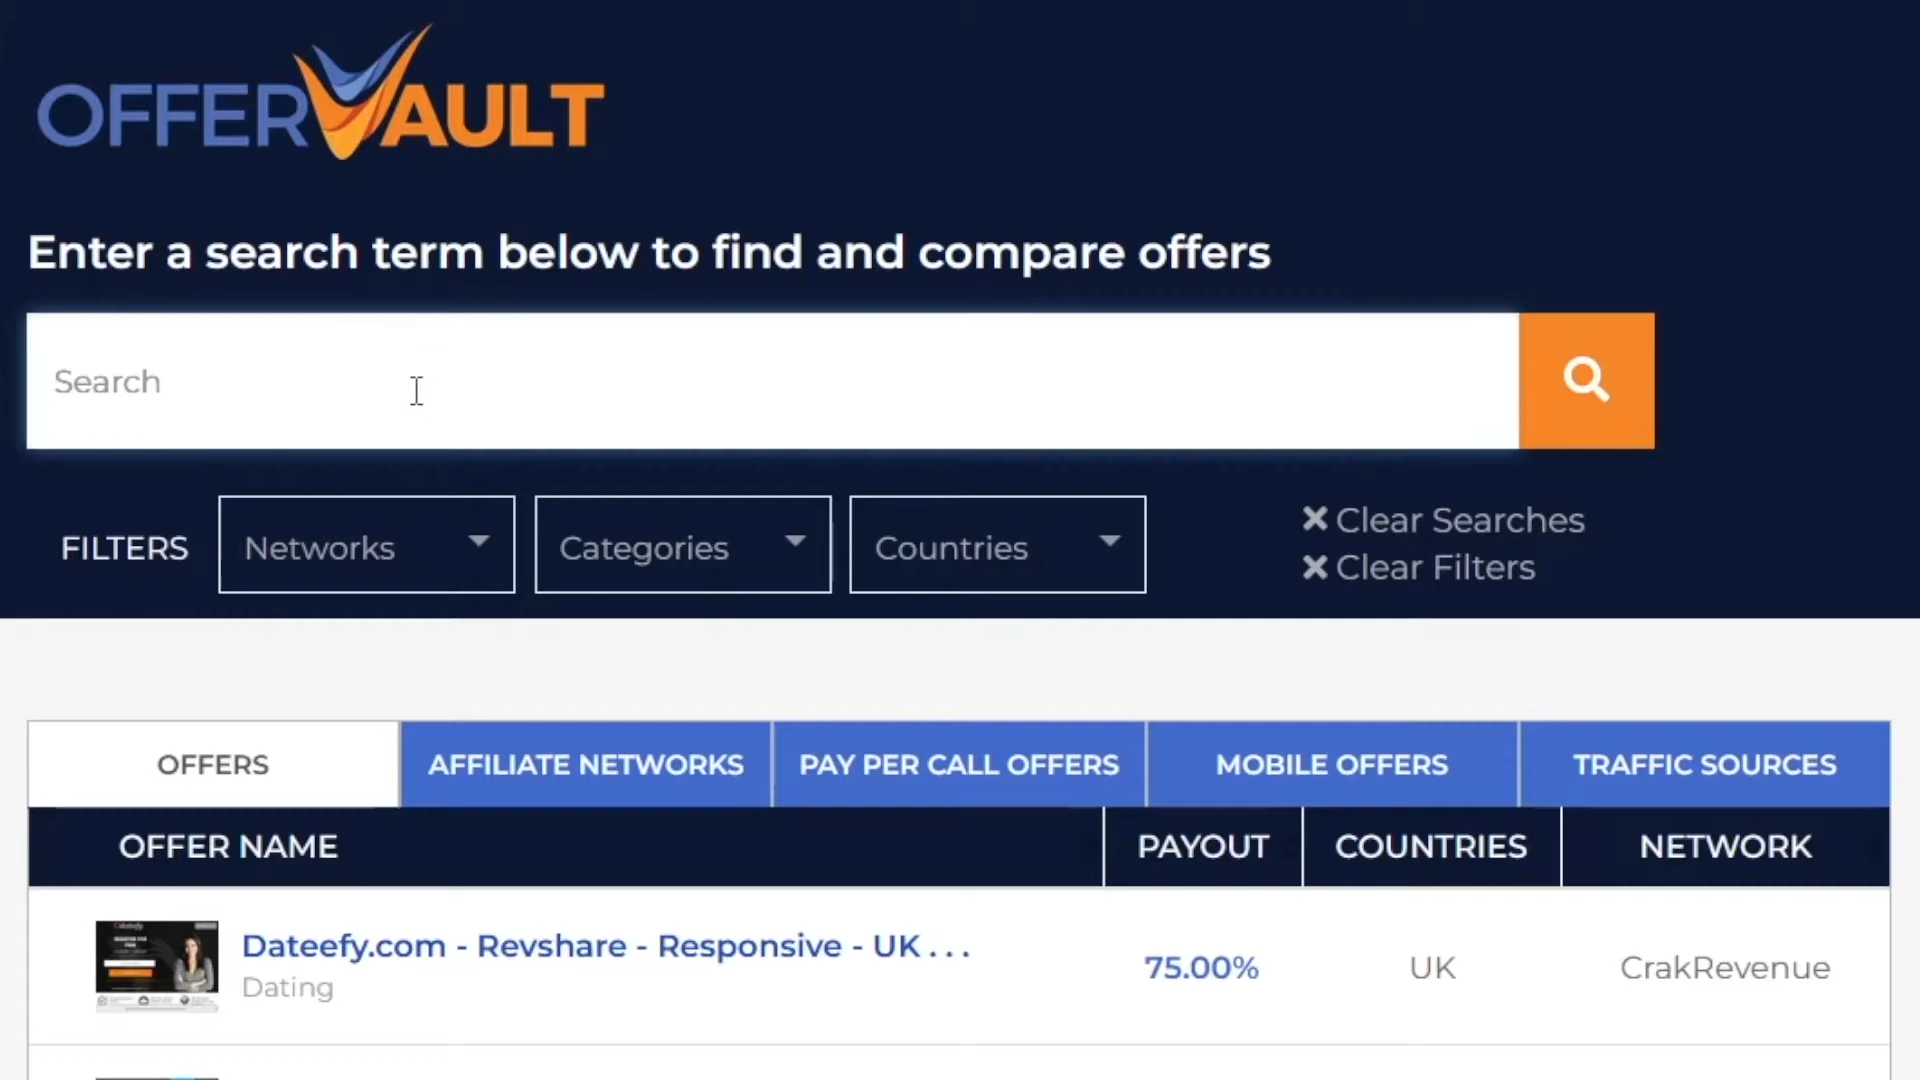 OFFERVAULT
Enter a search term below to find and compare offers
Search
FILTERS
Networks
Categories
Countries
Clear Searches
Clear Filters
OFFERS
AFFILIATE NETWORKS
PAY PER CALL OFFERS
MOBILE OFFERS
TRAFFIC SOURCES
OFFER NAME
PAYOUT
COUNTRIES
NETWORK
Dateefy.com - Revshare - Responsive - UK . . .
Dating
75.00%
UK
CrakRevenue